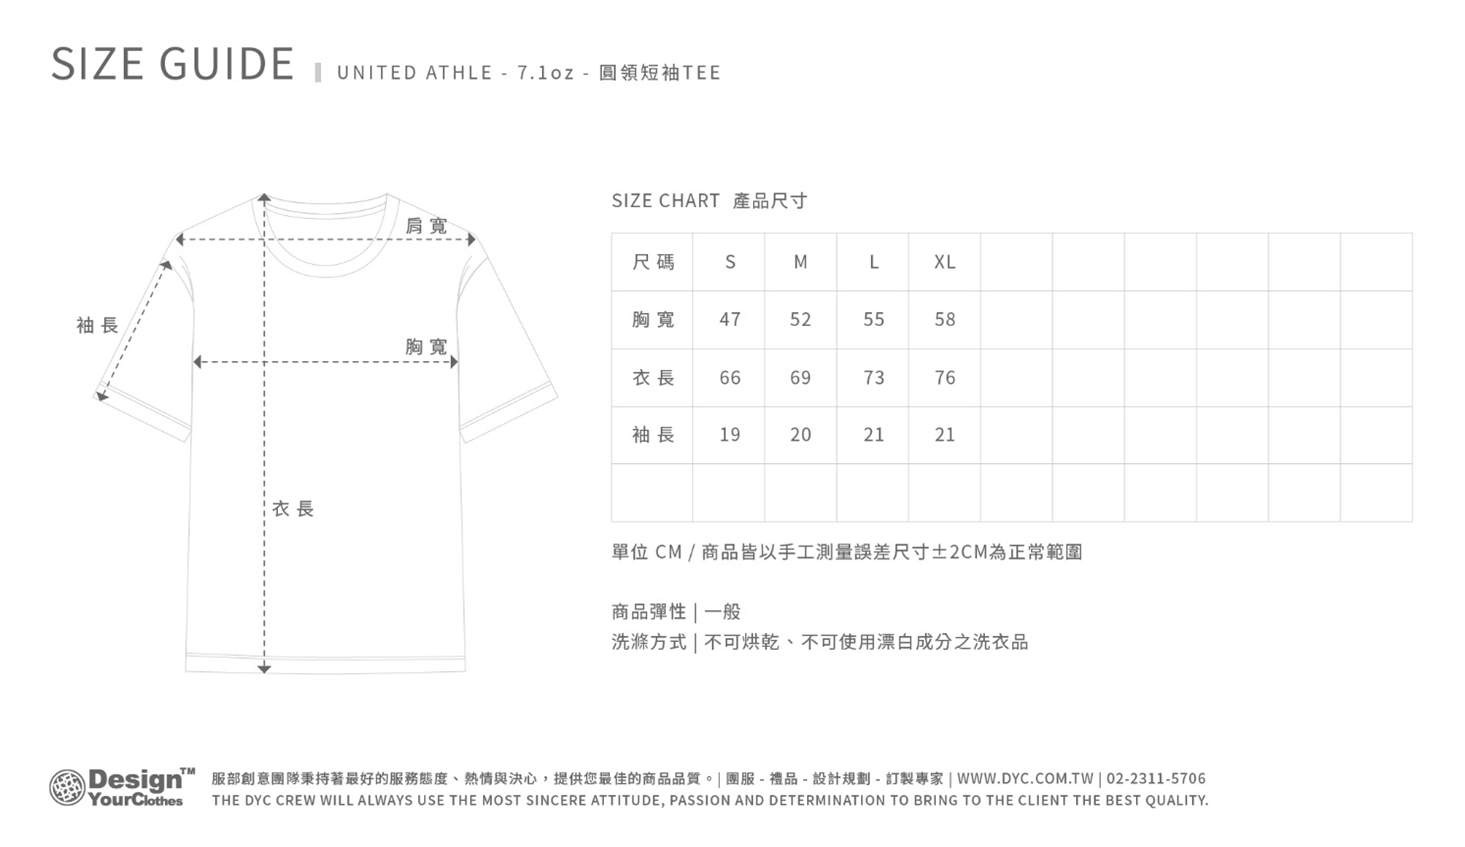 SIZE GUIDE
UNITED ATHLE - 7.1oz - 圓領短袖TEE
肩寬
袖長
胸寬
衣長
SIZE CHART 產品尺寸
尺碼 S M L XL
胸寬 47 52 55 58
衣長 66 69 73 76
袖長 19 20 21 21
單位 CM / 商品皆以手工測量誤差尺寸±2CM為正常範圍
商品彈性 | 一般
洗滌方式 | 不可烘乾、不可使用漂白成分之洗衣品
Design™
YourClothes
服部創意團隊秉持著最好的服務態度、熱情與決心，提供您最佳的商品品質。| 團服 - 禮品 - 設計規劃 - 訂製專家 | WWW.DYC.COM.TW | 02-2311-5706
THE DYC CREW WILL ALWAYS USE THE MOST SINCERE ATTITUDE, PASSION AND DETERMINATION TO BRING TO THE CLIENT THE BEST QUALITY.